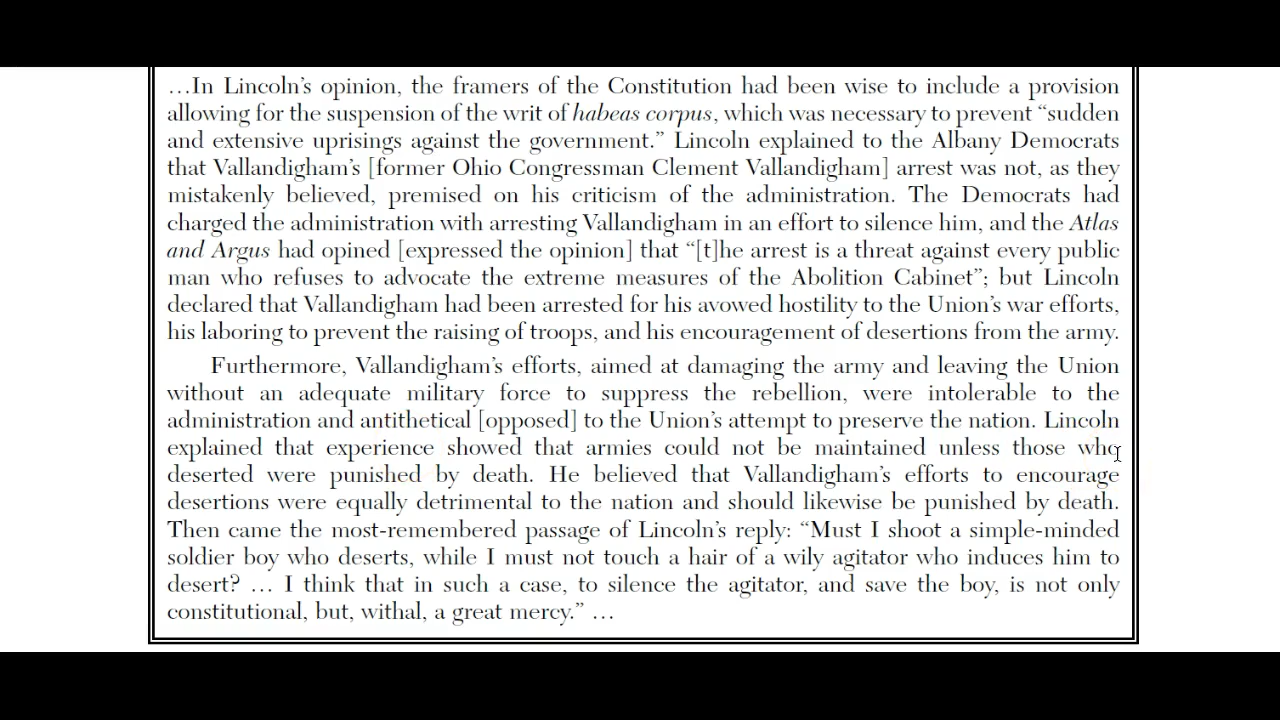 …In Lincoln’s opinion, the framers of the Constitution had been wise to include a provision
allowing for the suspension of the writ of habeas corpus, which was necessary to prevent “sudden
and extensive uprisings against the government.” Lincoln explained to the Albany Democrats
that Vallandigham’s [former Ohio Congressman Clement Vallandigham] arrest was not, as they
mistakenly believed, premised on his criticism of the administration. The Democrats had
charged the administration with arresting Vallandigham in an effort to silence him, and the Atlas
and Argus had opined [expressed the opinion] that “[t]he arrest is a threat against every public
man who refuses to advocate the extreme measures of the Abolition Cabinet”; but Lincoln
declared that Vallandigham had been arrested for his avowed hostility to the Union’s war efforts,
his laboring to prevent the raising of troops, and his encouragement of desertions from the army.
Furthermore, Vallandigham’s efforts, aimed at damaging the army and leaving the Union
without an adequate military force to suppress the rebellion, were intolerable to the
administration and antithetical [opposed] to the Union’s attempt to preserve the nation. Lincoln
explained that experience showed that armies could not be maintained unless those who
deserted were punished by death. He believed that Vallandigham’s efforts to encourage
desertions were equally detrimental to the nation and should likewise be punished by death.
Then came the most-remembered passage of Lincoln’s reply: “Must I shoot a simple-minded
soldier boy who deserts, while I must not touch a hair of a wily agitator who induces him to
desert? … I think that in such a case, to silence the agitator, and save the boy, is not only
constitutional, but, withal, a great mercy.” …